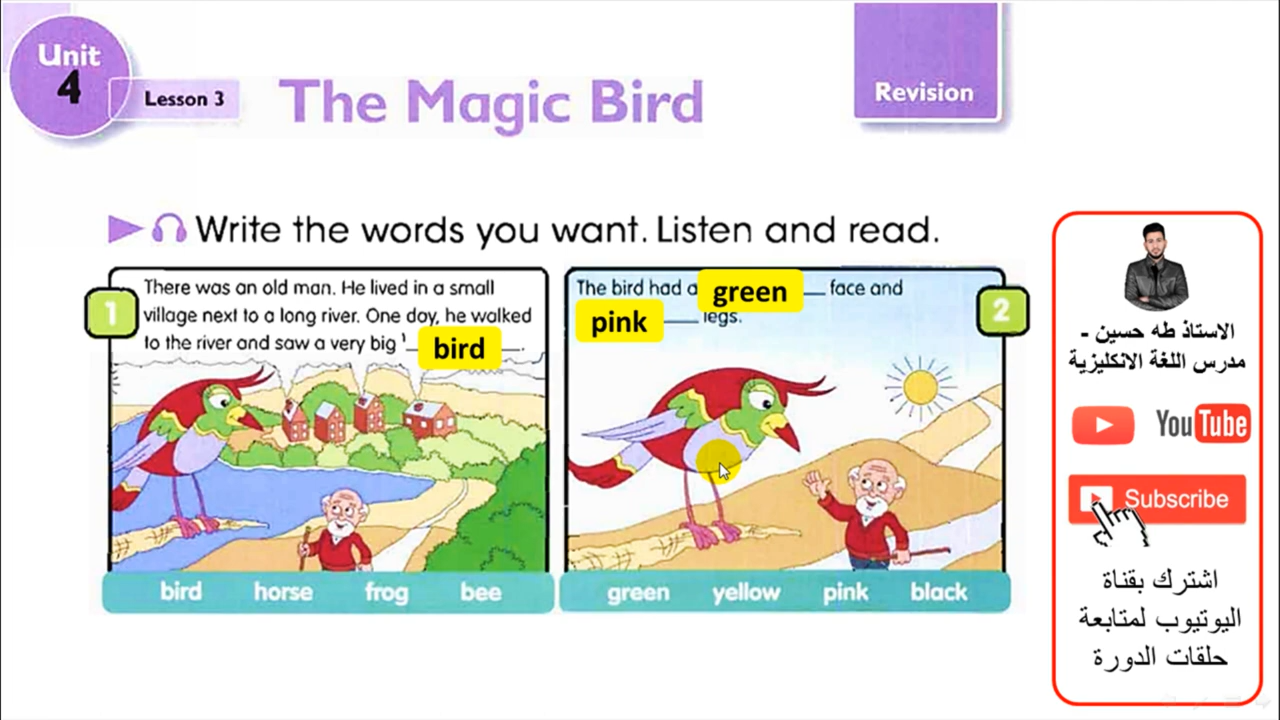 Unit
4
Lesson 3
The Magic Bird
Revision
Write the words you want. Listen and read.
1
There was an old man. He lived in a small
village next to a long river. One day, he walked
to the river and saw a very big 1 bird .
bird horse frog bee
2
The bird had a green face and
pink legs.
green yellow pink black
الاستاذ طه حسين -
مدرس اللغة الانكليزية
YouTube
Subscribe
اشترك بقناة
اليوتيوب لمتابعة
حلقات الدورة